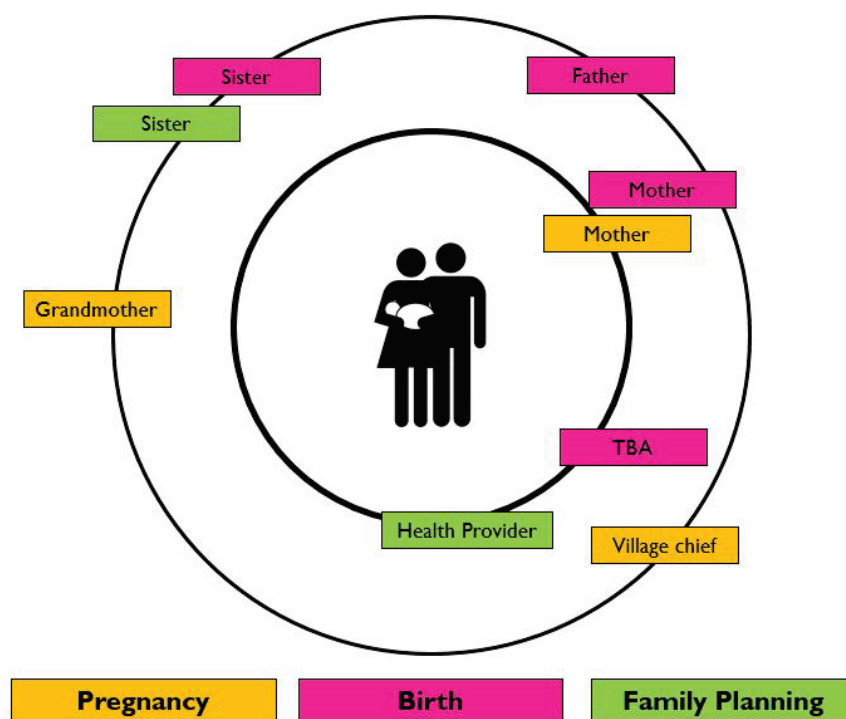 Sister
Father
Sister
Mother
Mother
Grandmother
TBA
Health Provider
Village chief
Pregnancy
Birth
Family Planning